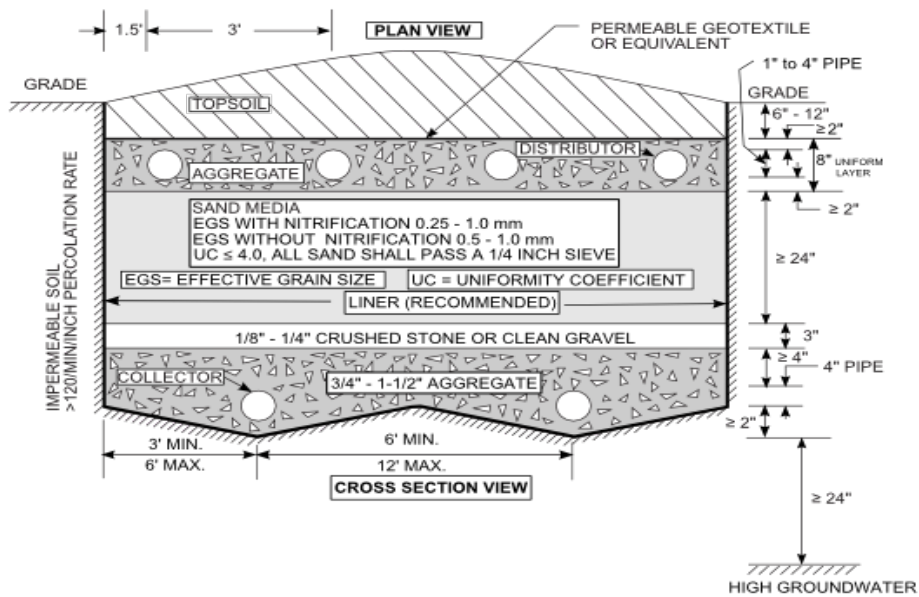 1.5'
3'
PLAN VIEW
PERMEABLE GEOTEXTILE
OR EQUIVALENT
1" to 4" PIPE
GRADE
GRADE
TOPSOIL
6" - 12"
≥2"
DISTRIBUTOR
AGGREGATE
8" UNIFORM
LAYER
≥ 2"
SAND MEDIA
EGS WITH NITRIFICATION 0.25 - 1.0 mm
EGS WITHOUT NITRIFICATION 0.5 - 1.0 mm
UC ≤ 4.0, ALL SAND SHALL PASS A 1/4 INCH SIEVE
≥ 24"
EGS= EFFECTIVE GRAIN SIZE
UC = UNIFORMITY COEFFICIENT
LINER (RECOMMENDED)
IMPERMEABLE SOIL
>120/MIN/INCH PERCOLATION RATE
1/8" - 1/4" CRUSHED STONE OR CLEAN GRAVEL
3"
≥ 4"
4" PIPE
COLLECTOR
3/4" - 1-1/2" AGGREGATE
≥ 2"
3' MIN.
6' MAX.
6' MIN.
12' MAX.
CROSS SECTION VIEW
≥ 24"
HIGH GROUNDWATER